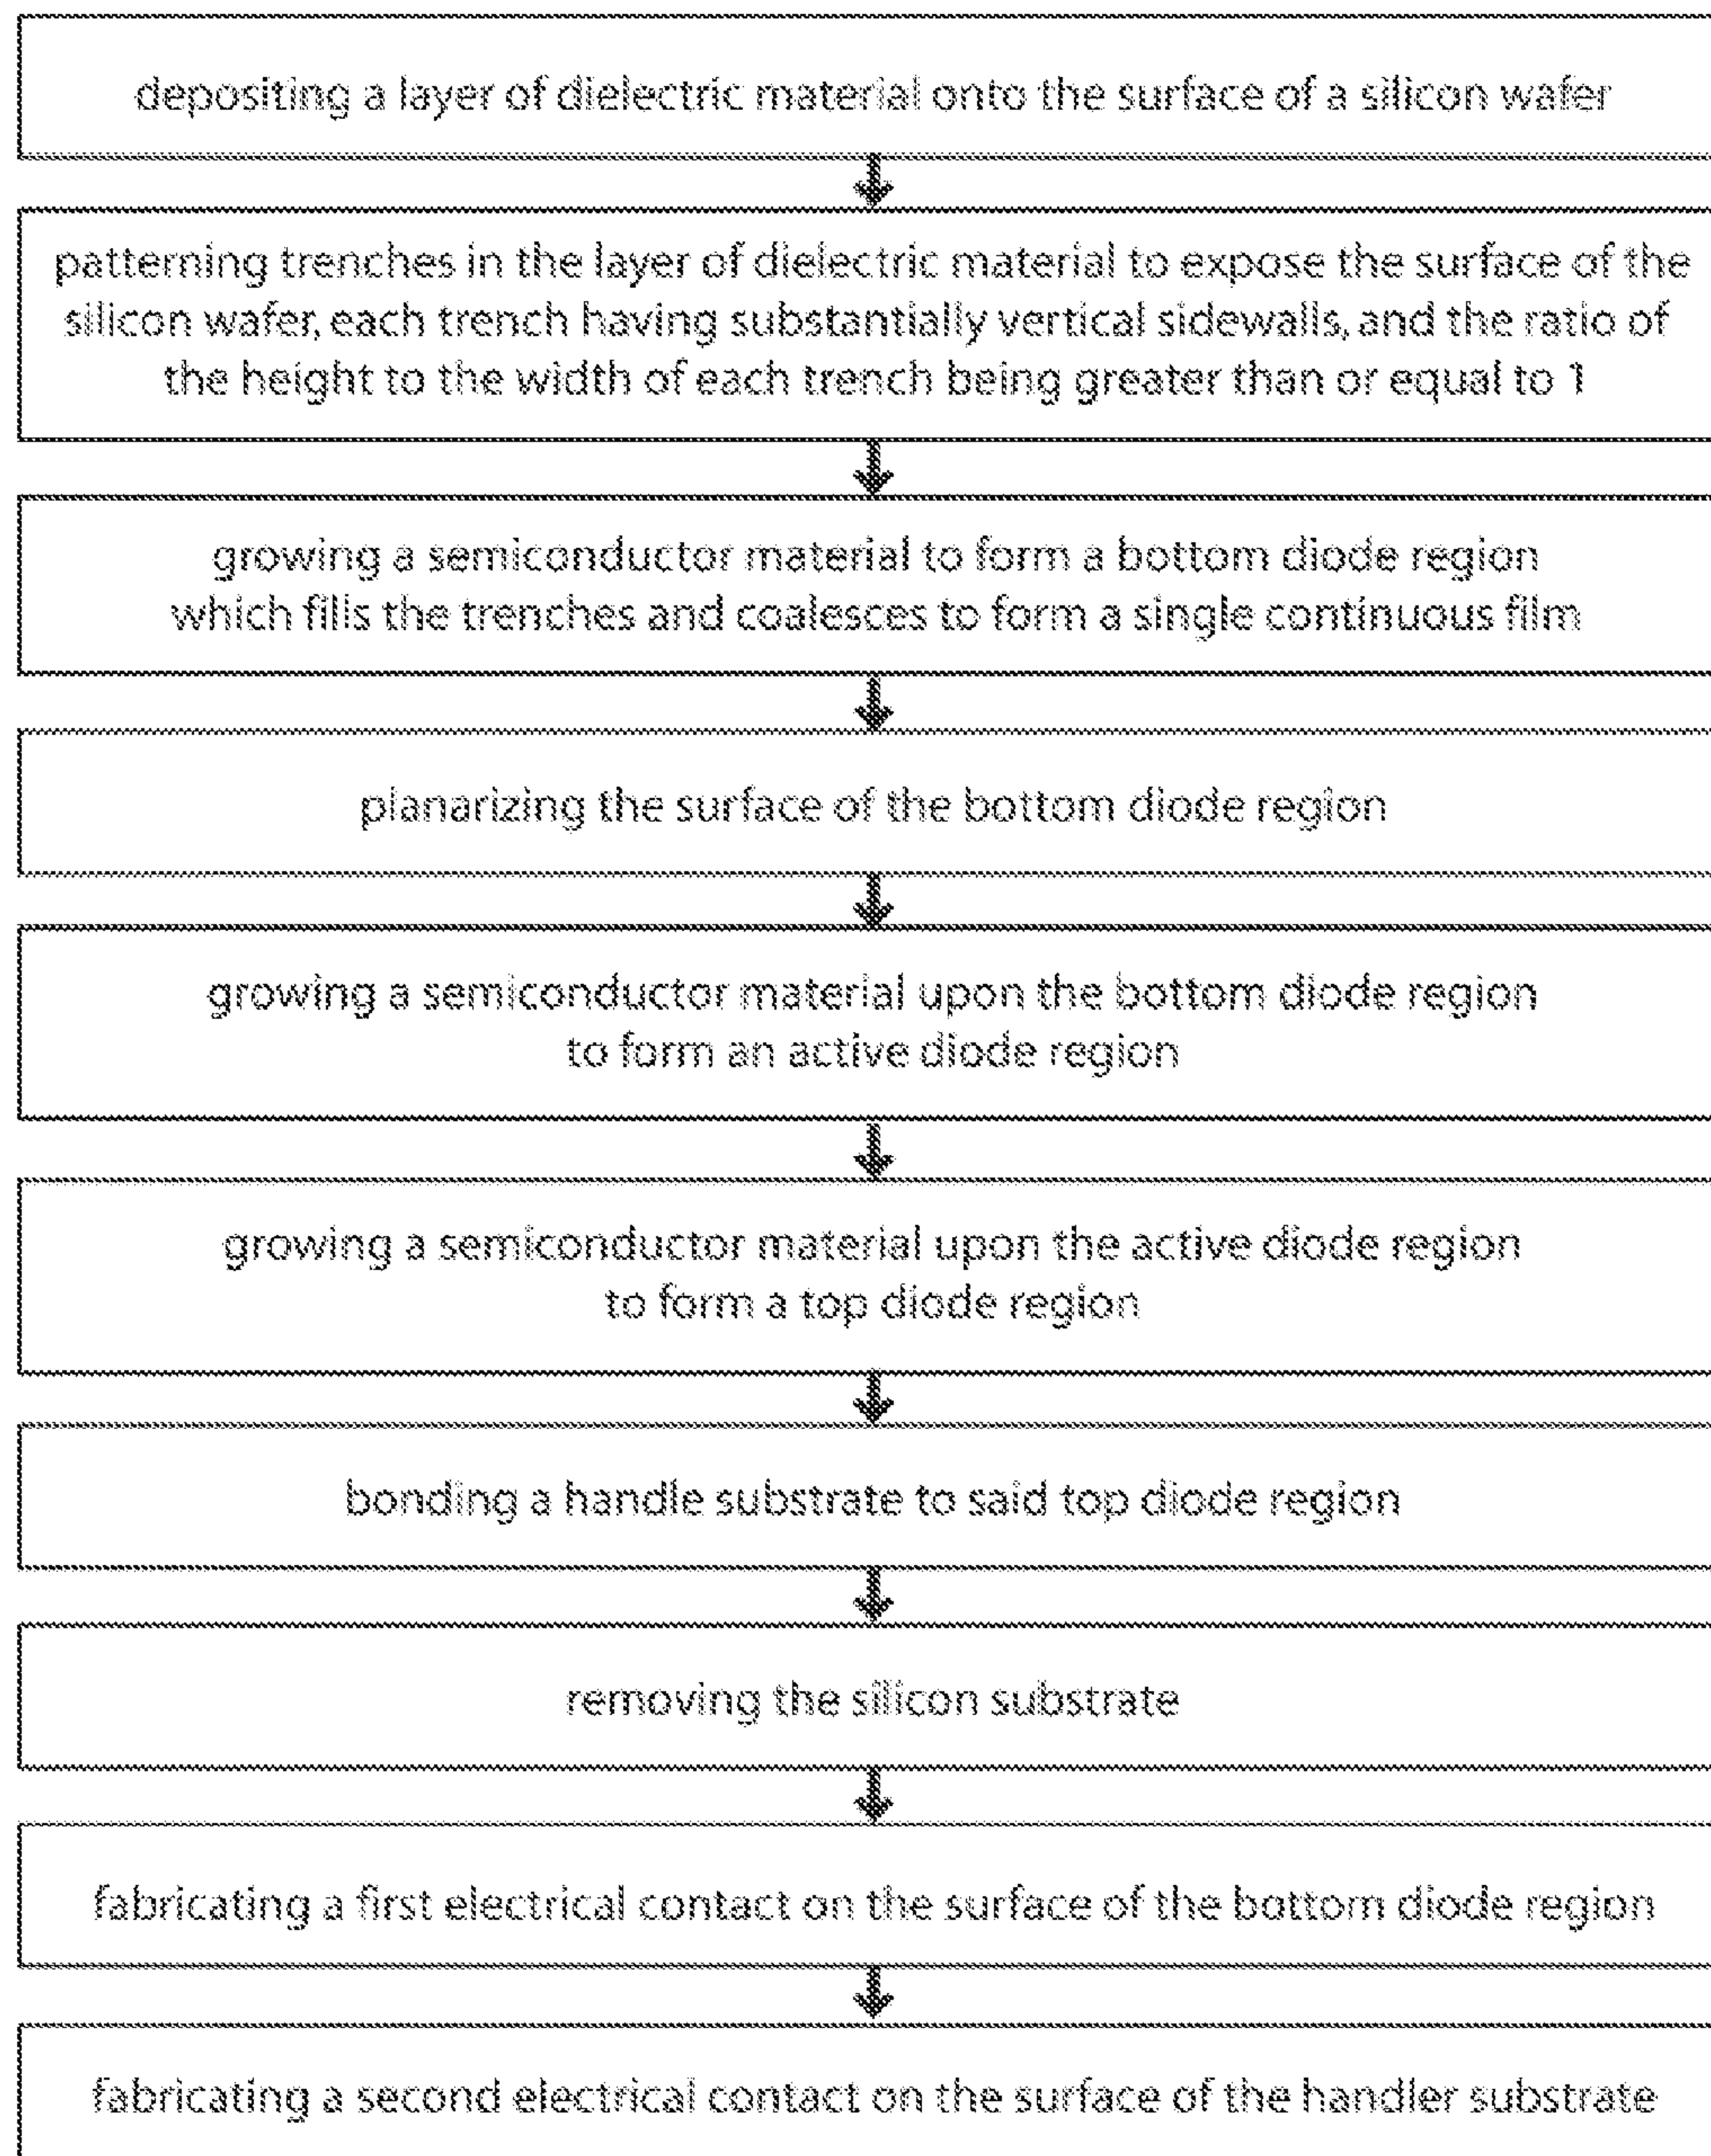 depositing a layer of dielectric material onto the surface of a silicon wafer
patterning trenches in the layer of dielectric material to expose the surface of the
silicon wafer, each trench having substantially vertical sidewalls, and the ratio of
the height to the width of each trench being greater than or equal to 1
growing a semiconductor material to form a bottom diode region
which fills the trenches and coalesces to form a single continuous film
planarizing the surface of the bottom diode region
growing a semiconductor material upon the bottom diode region
to form an active diode region
growing a semiconductor material upon the active diode region
to form a top diode region
bonding a handle substrate to said top diode region
removing the silicon substrate
fabricating a first electrical contact on the surface of the bottom diode region
fabricating a second electrical contact on the surface of the handler substrate